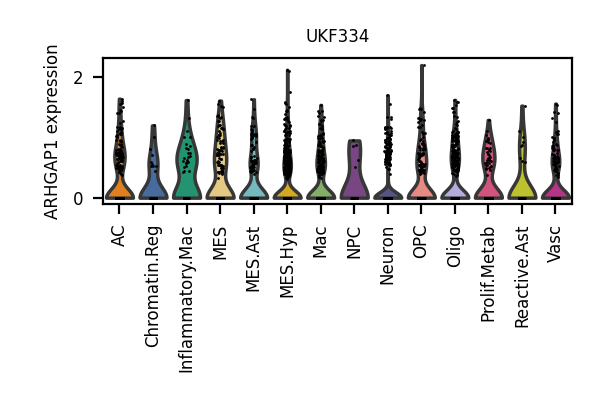 UKF334
ARHGAP1 expression
2
0
AC
Chromatin.Reg
Inflammatory.Mac
MES
MES.Ast
MES.Hyp
Mac
NPC
Neuron
OPC
Oligo
Prolif.Metab
Reactive.Ast
Vasc